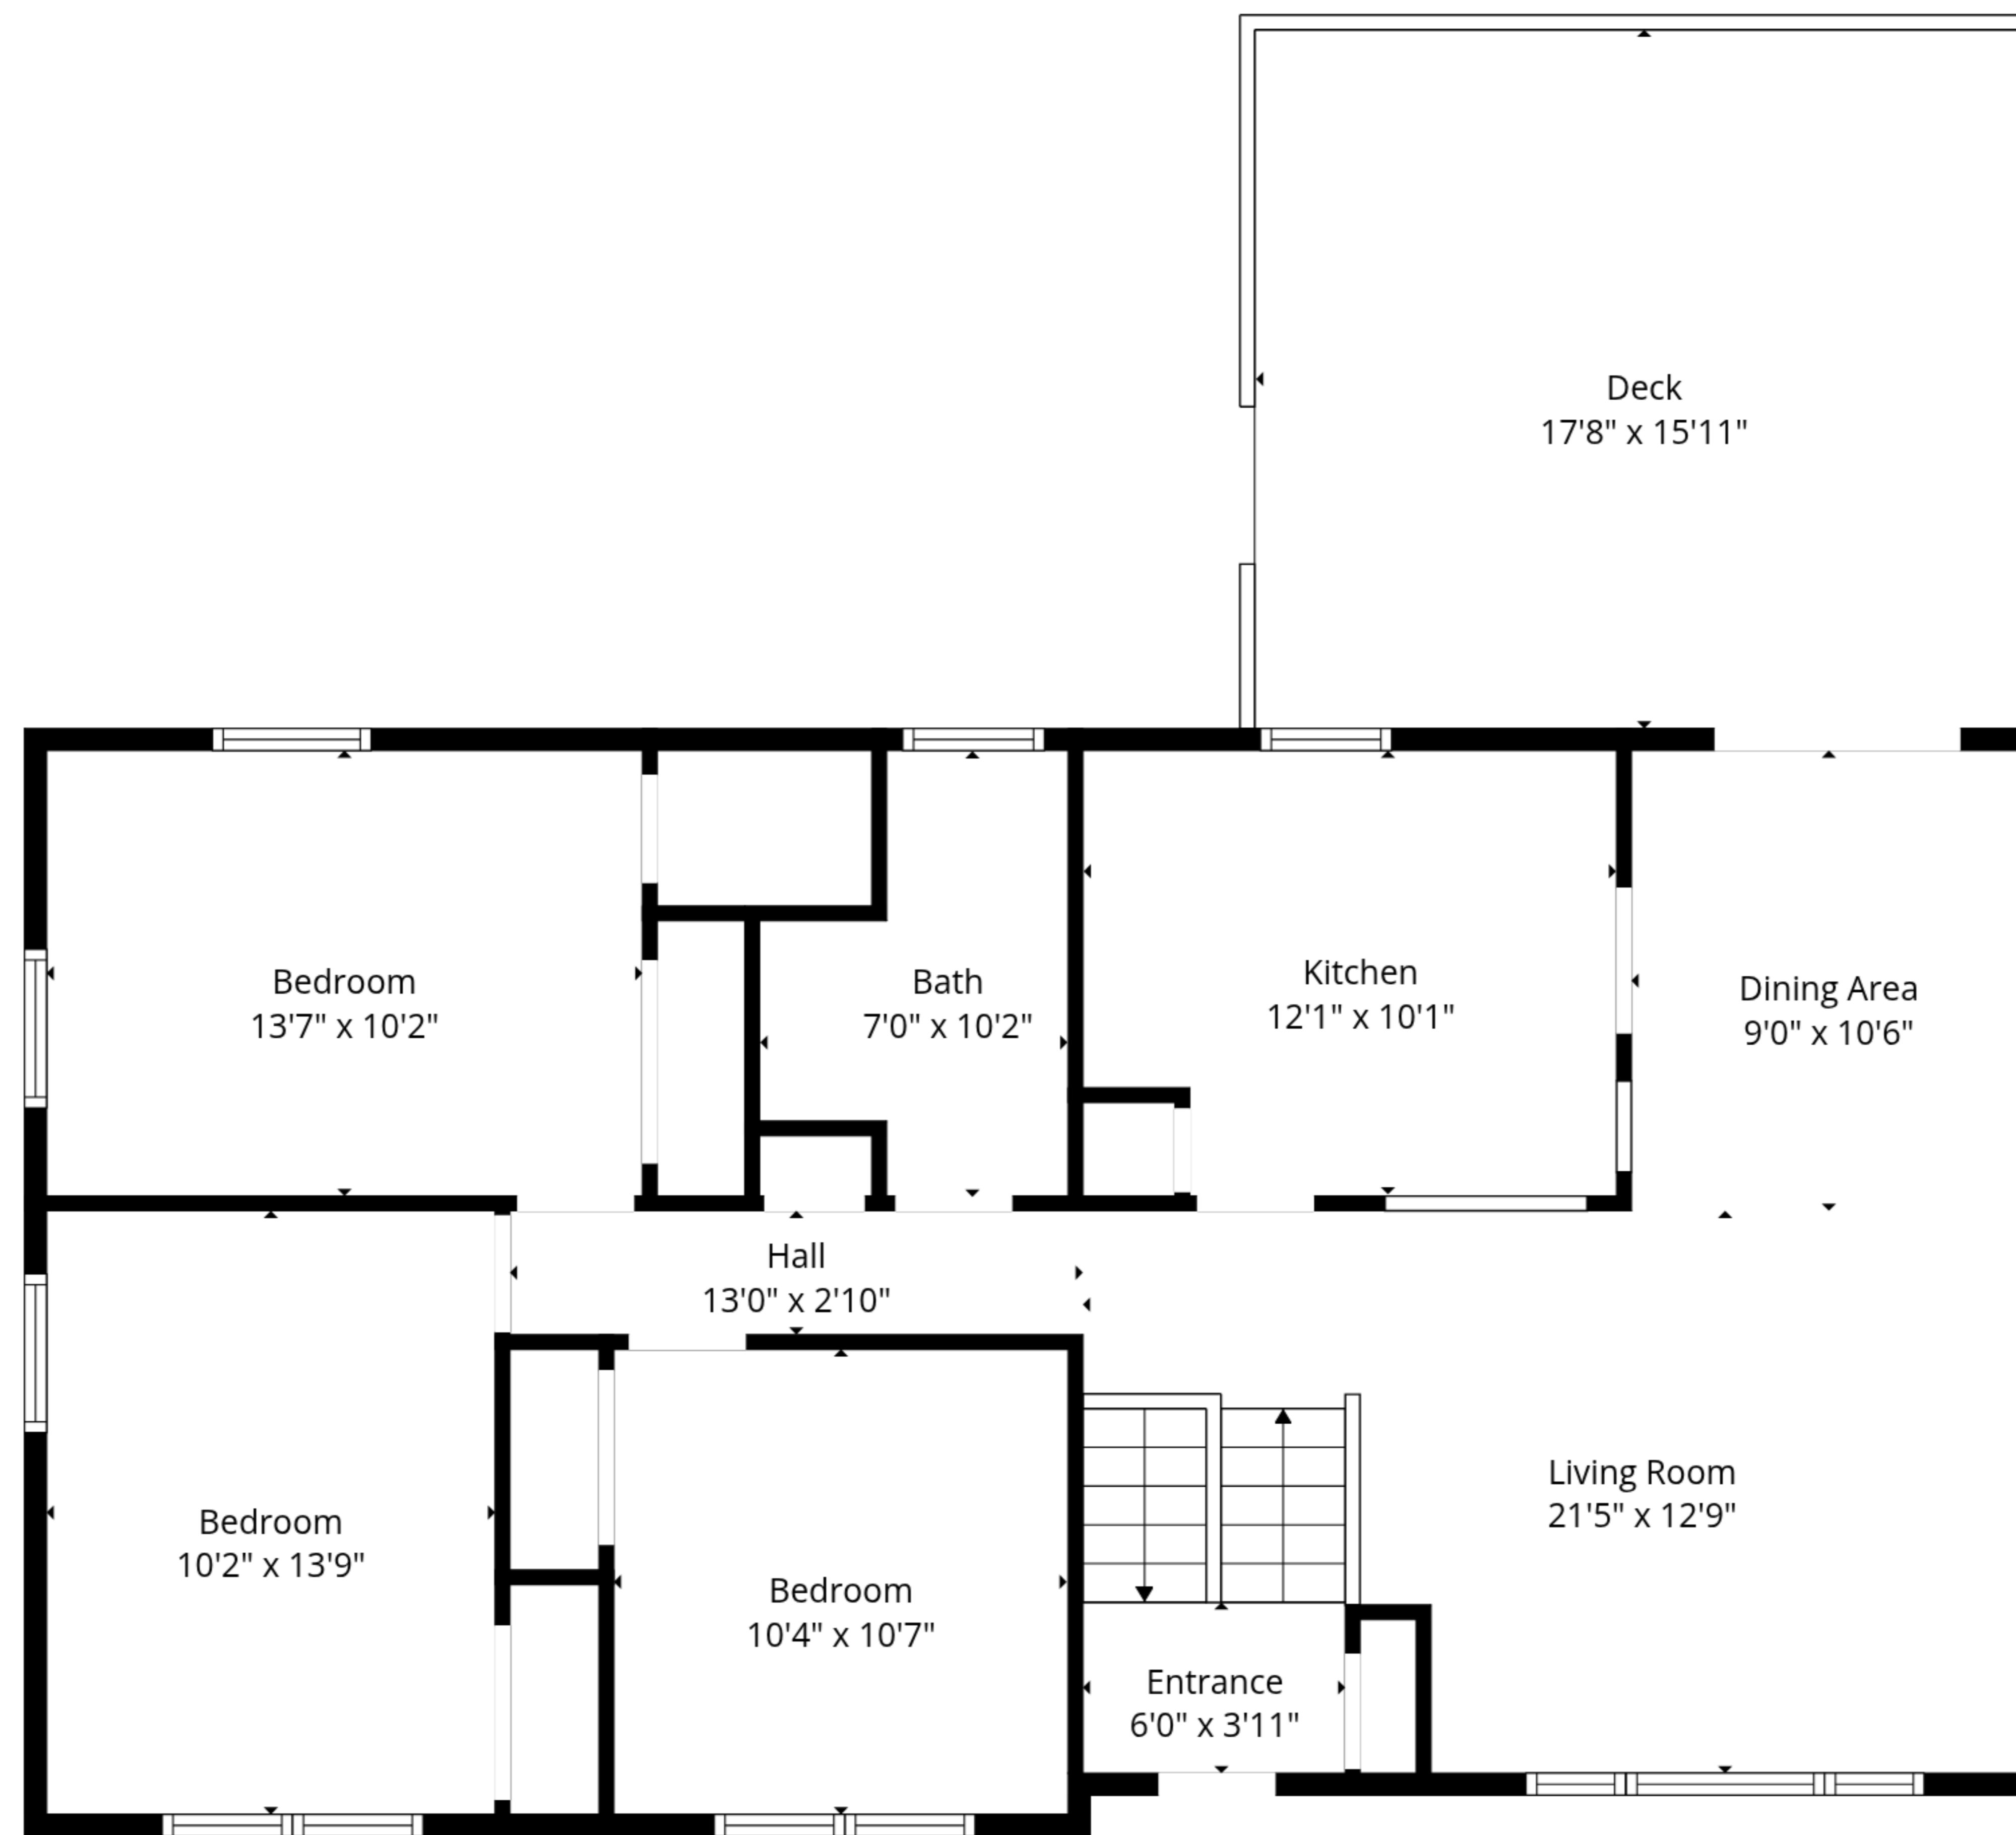 Deck
17'8" x 15'11"
Bedroom
13'7" x 10'2"
Bath
7'0" x 10'2"
Kitchen
12'1" x 10'1"
Dining Area
9'0" x 10'6"
Hall
13'0" x 2'10"
Bedroom
10'2" x 13'9"
Bedroom
10'4" x 10'7"
Living Room
21'5" x 12'9"
Entrance
6'0" x 3'11"